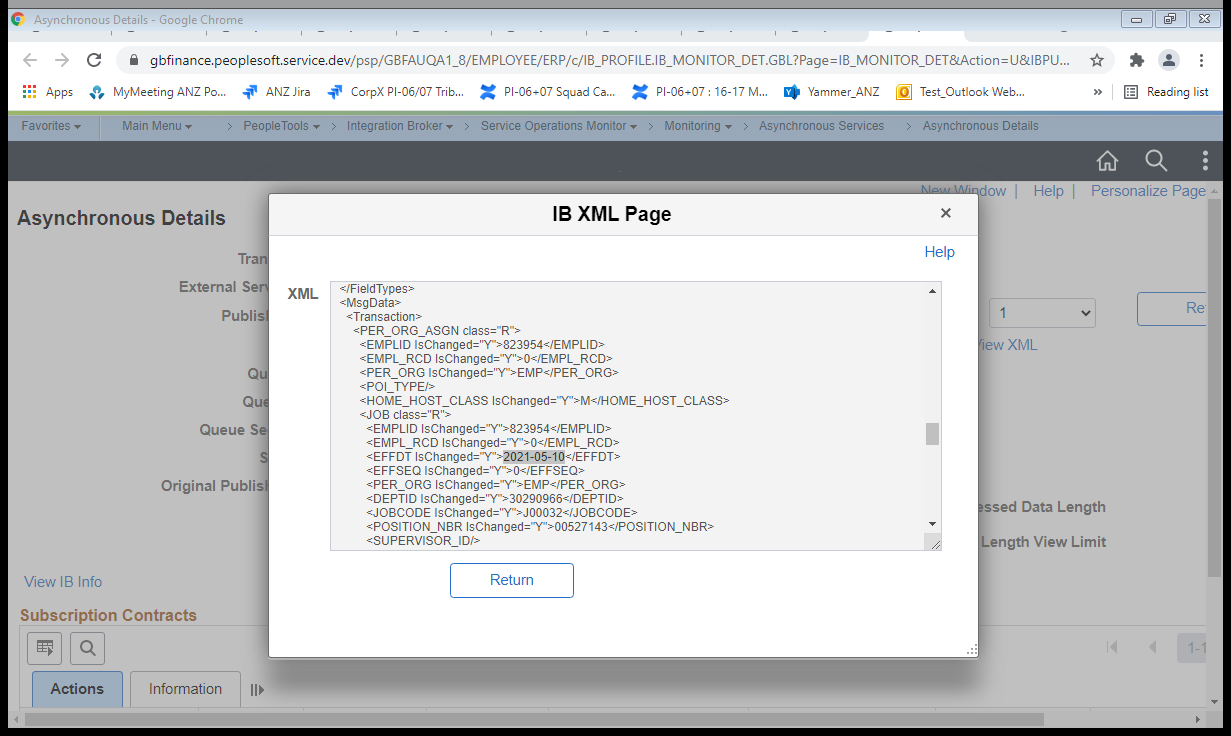 Asynchronous Details - Google Chrome
gbfinance.peoplesoft.service.dev/psp/GBFAUQA1_8/EMPLOYEE/ERP/c/IB_PROFILE.IB_MONITOR_DET.GBL?Page=IB_MONITOR_DET&Action=U&IBPU...
Apps MyMeeting ANZ Po... ANZ Jira CorpX PI-06/07 Trib... PI-06+07 Squad Ca... PI-06+07 : 16-17 M... Yammer_ANZ Test_Outlook Web... » Reading list
Favorites Main Menu > PeopleTools > Integration Broker > Service Operations Monitor > Monitoring > Asynchronous Services > Asynchronous Details
New Window | Help | Personalize Page
Asynchronous Details
IB XML Page
×
Help
Tran
External Serv
Publish
Qu
Que
Queue Se
S
Original Publish
XML
</FieldTypes>
<MsgData>
<Transaction>
<PER_ORG_ASGN class="R">
<EMPLID IsChanged="Y">823954</EMPLID>
<EMPL_RCD IsChanged="Y">0</EMPL_RCD>
<PER_ORG IsChanged="Y">EMP</PER_ORG>
<POI_TYPE/>
<HOME_HOST_CLASS IsChanged="Y">M</HOME_HOST_CLASS>
<JOB class="R">
<EMPLID IsChanged="Y">823954</EMPLID>
<EMPL_RCD IsChanged="Y">0</EMPL_RCD>
<EFFDT IsChanged="Y">2021-05-10</EFFDT>
<EFFSEQ IsChanged="Y">0</EFFSEQ>
<PER_ORG IsChanged="Y">EMP</PER_ORG>
<DEPTID IsChanged="Y">30290966</DEPTID>
<JOBCODE IsChanged="Y">J00032</JOBCODE>
<POSITION_NBR IsChanged="Y">00527143</POSITION_NBR>
<SUPERVISOR_ID/>
1
Re
View XML
ssed Data Length
Length View Limit
Return
View IB Info
Subscription Contracts
1-1
Actions Information